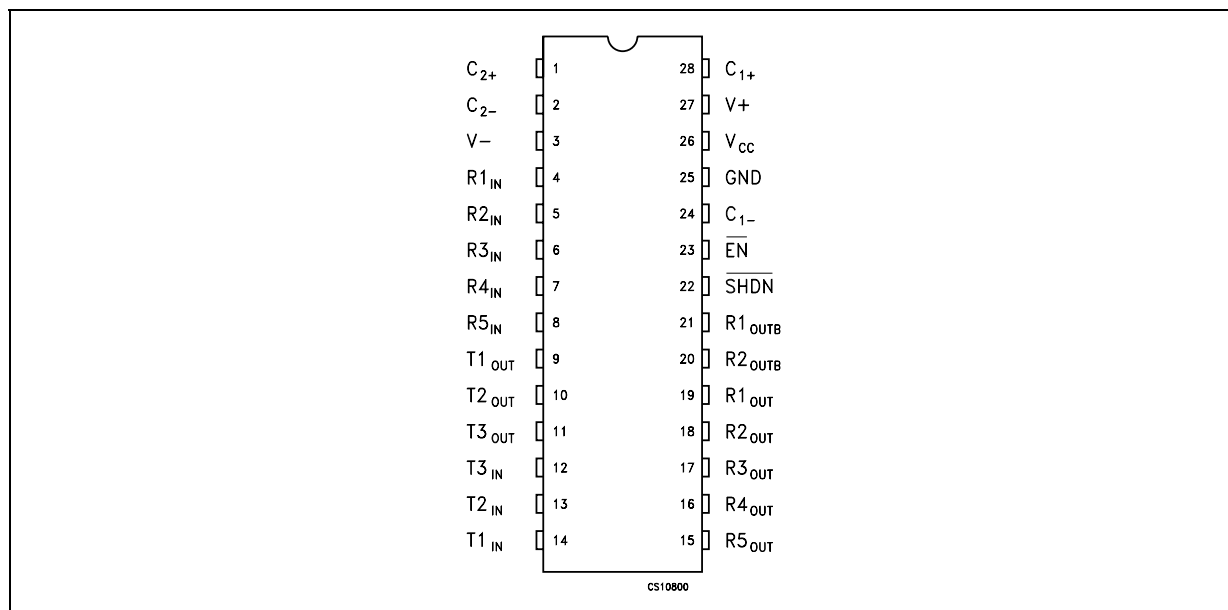 C2+ 1 28 C1+
C2− 2 27 V+
V− 3 26 VCC
R1IN 4 25 GND
R2IN 5 24 C1−
R3IN 6 23 E̅N̅
R4IN 7 22 S̅H̅D̅N̅
R5IN 8 21 R1OUTB
T1OUT 9 20 R2OUTB
T2OUT 10 19 R1OUT
T3OUT 11 18 R2OUT
T3IN 12 17 R3OUT
T2IN 13 16 R4OUT
T1IN 14 15 R5OUT
CS10800